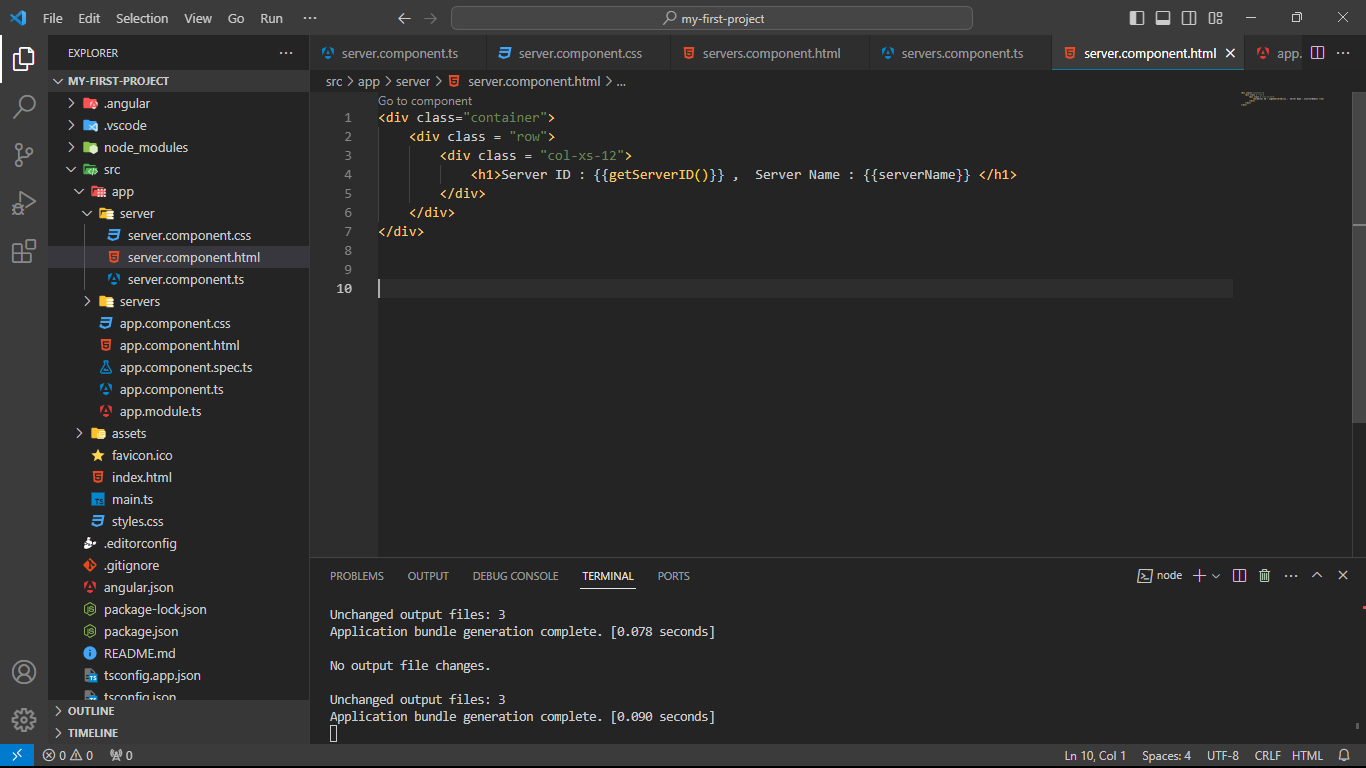 File Edit Selection View Go Run ···
my-first-project
EXPLORER
MY-FIRST-PROJECT
.angular
.vscode
node_modules
src
app
server
server.component.css
server.component.html
server.component.ts
servers
app.component.css
app.component.html
app.component.spec.ts
app.component.ts
app.module.ts
assets
favicon.ico
index.html
main.ts
styles.css
.editorconfig
.gitignore
angular.json
package-lock.json
package.json
README.md
tsconfig.app.json
tsconfig.json
OUTLINE
TIMELINE
server.component.ts server.component.css servers.component.html servers.component.ts server.component.html app.
src > app > server > server.component.html > ...
Go to component
1 <div class="container">
2 <div class = "row">
3 <div class = "col-xs-12">
4 <h1>Server ID : {{getServerID()}} ,  Server Name : {{serverName}} </h1>
5 </div>
6 </div>
7 </div>
8
9
10
PROBLEMS OUTPUT DEBUG CONSOLE TERMINAL PORTS
node
Unchanged output files: 3
Application bundle generation complete. [0.078 seconds]
No output file changes.
Unchanged output files: 3
Application bundle generation complete. [0.090 seconds]
0 0 0
Ln 10, Col 1 Spaces: 4 UTF-8 CRLF HTML